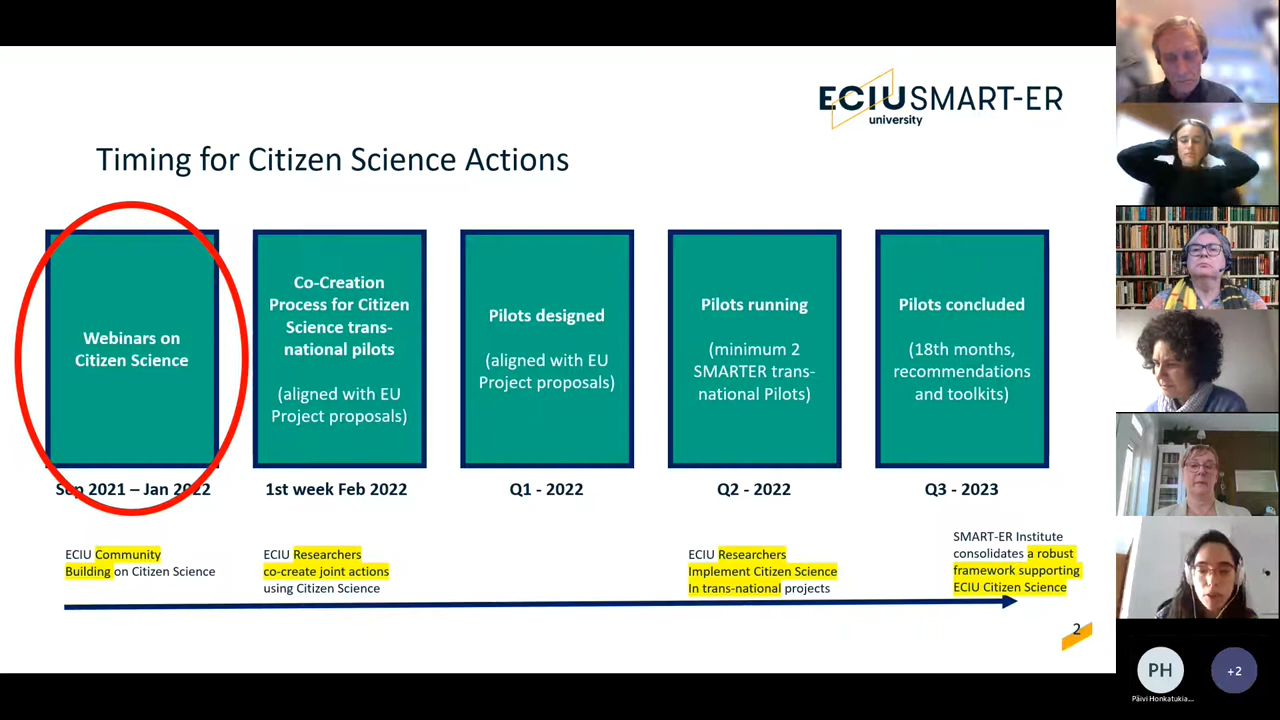 ECIU SMART-ER
university
Timing for Citizen Science Actions
Webinars on
Citizen Science
Sep 2021 – Jan 2022
ECIU Community
Building on Citizen Science
Co-Creation
Process for Citizen
Science trans-
national pilots
(aligned with EU
Project proposals)
1st week Feb 2022
ECIU Researchers
co-create joint actions
using Citizen Science
Pilots designed
(aligned with EU
Project proposals)
Q1 - 2022
Pilots running
(minimum 2
SMARTER trans-
national Pilots)
Q2 - 2022
ECIU Researchers
Implement Citizen Science
In trans-national projects
Pilots concluded
(18th months,
recommendations
and toolkits)
Q3 - 2023
SMART-ER Institute
consolidates a robust
framework supporting
ECIU Citizen Science
2
PH
+2
Päivi Honkatukia...